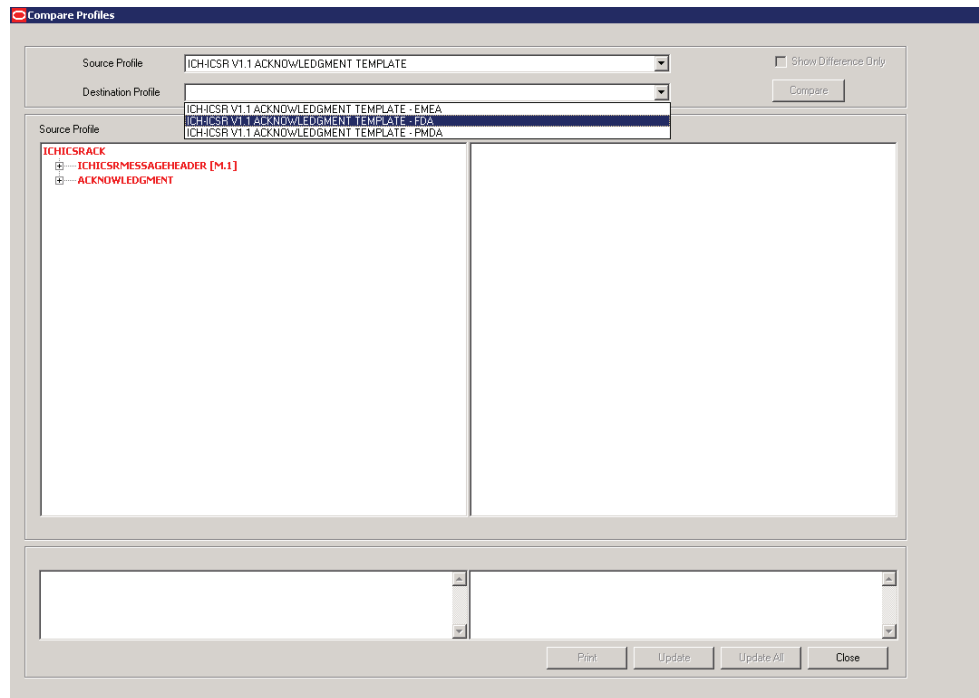 Compare Profiles
Source Profile
ICH-ICSR V1.1 ACKNOWLEDGMENT TEMPLATE
Show Difference Only
Destination Profile
Compare
ICH-ICSR V1.1 ACKNOWLEDGMENT TEMPLATE - EMEA
ICH-ICSR V1.1 ACKNOWLEDGMENT TEMPLATE - FDA
ICH-ICSR V1.1 ACKNOWLEDGMENT TEMPLATE - PMDA
Source Profile
ICHICSRACK
ICHICSRMESSAGEHEADER [M.1]
ACKNOWLEDGMENT
Print
Update
Update All
Close